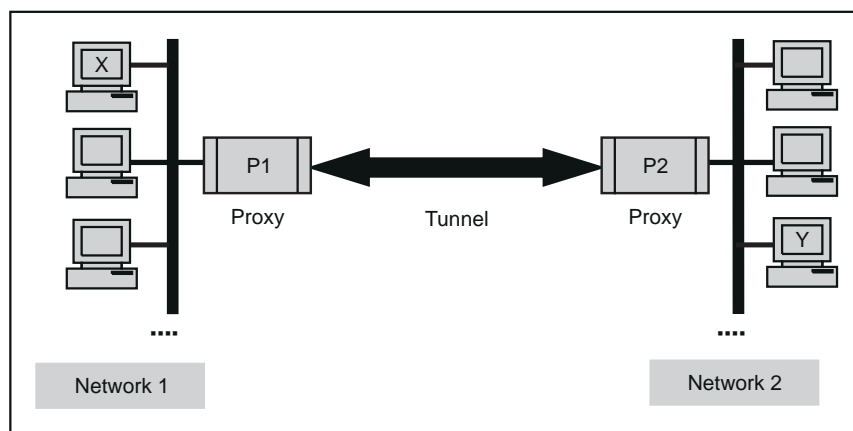 X
P1
P2
Proxy
Tunnel
Proxy
Y
....
....
Network 1
Network 2